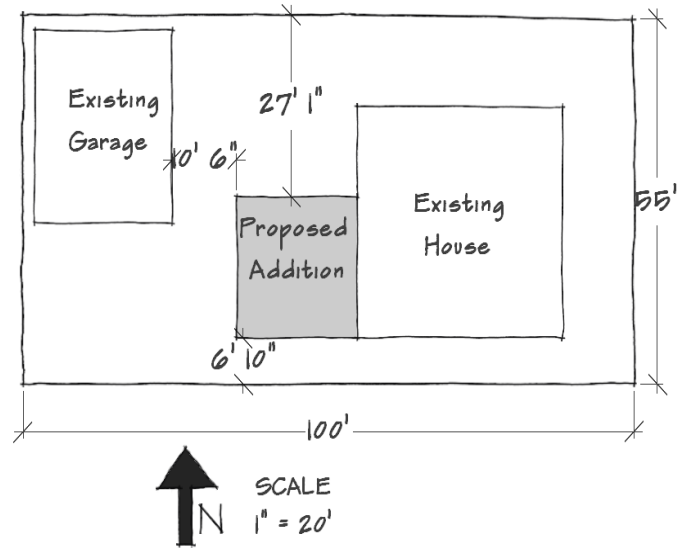 27' 1"
Existing
Garage
10' 6"
55'
Existing
House
Proposed
Addition
6' 10"
100'
N
SCALE
1" = 20'